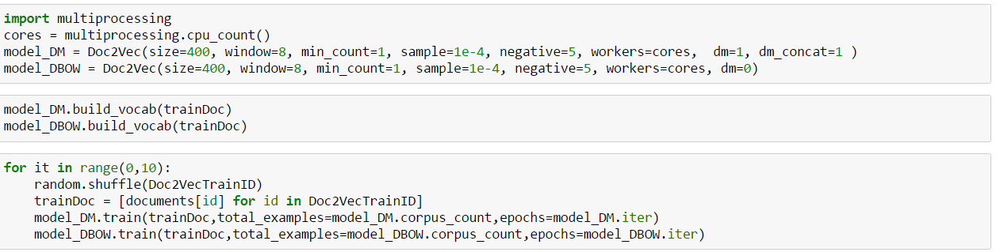 import multiprocessing
cores = multiprocessing.cpu_count()
model_DM = Doc2Vec(size=400, window=8, min_count=1, sample=1e-4, negative=5, workers=cores,  dm=1, dm_concat=1 )
model_DBOW = Doc2Vec(size=400, window=8, min_count=1, sample=1e-4, negative=5, workers=cores, dm=0)
model_DM.build_vocab(trainDoc)
model_DBOW.build_vocab(trainDoc)
for it in range(0,10):
    random.shuffle(Doc2VecTrainID)
    trainDoc = [documents[id] for id in Doc2VecTrainID]
    model_DM.train(trainDoc,total_examples=model_DM.corpus_count,epochs=model_DM.iter)
    model_DBOW.train(trainDoc,total_examples=model_DBOW.corpus_count,epochs=model_DBOW.iter)